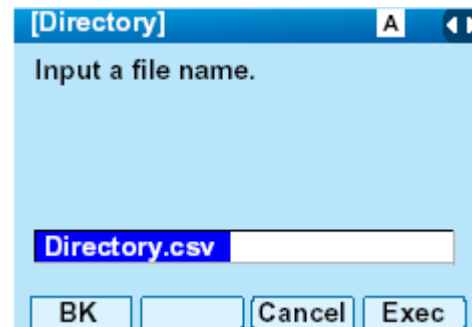 [Directory] A
Input a file name.
Directory.csv
BK Cancel Exec